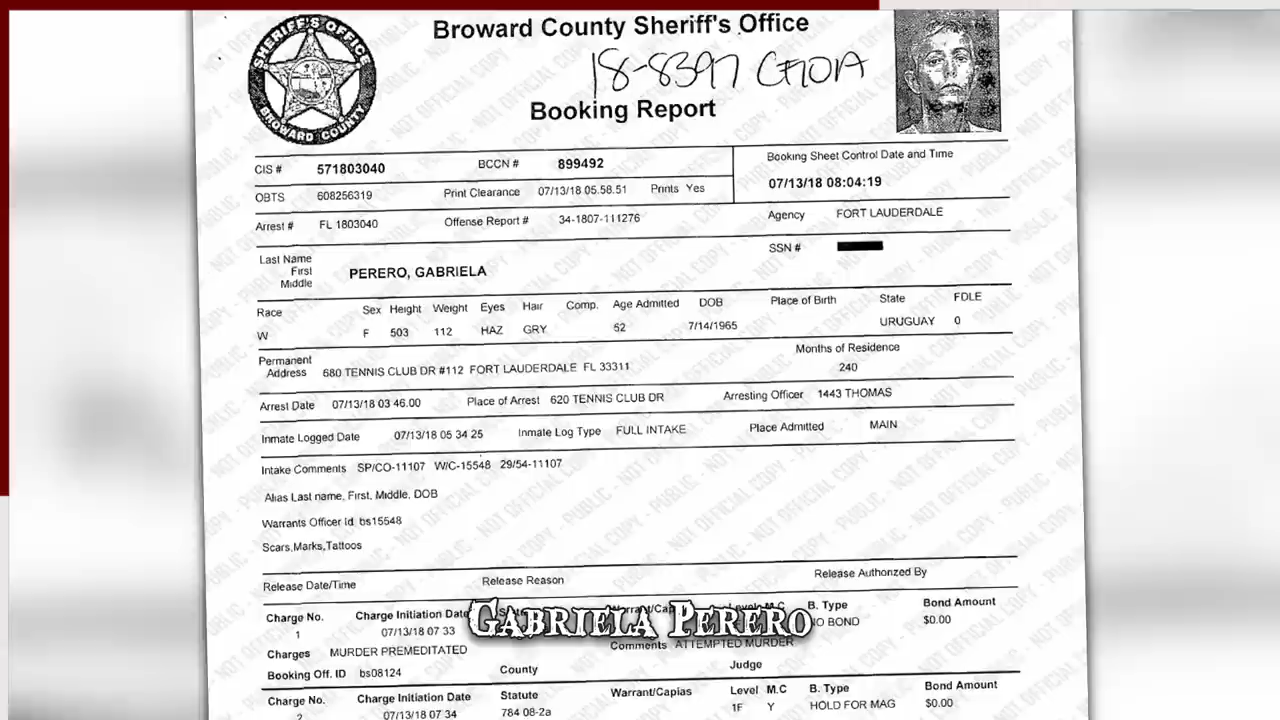 Broward County Sheriff's Office
18-8397 CF10A
Booking Report
SHERIFF'S OFFICE
BROWARD COUNTY
CIS # 571803040 BCCN # 899492 Booking Sheet Control Date and Time
OBTS 608256319 Print Clearance 07/13/18 05.58.51 Prints Yes 07/13/18 08:04:19
Arrest # FL 1803040 Offense Report # 34-1807-111276 Agency FORT LAUDERDALE
SSN #
Last Name
First
Middle
PERERO, GABRIELA
Race Sex Height Weight Eyes Hair Comp. Age Admitted DOB Place of Birth State FDLE
W F 503 112 HAZ GRY 52 7/14/1965 URUGUAY 0
Permanent
Address
680 TENNIS CLUB DR #112 FORT LAUDERDALE FL 33311
Months of Residence
240
Arrest Date 07/13/18 03 46.00 Place of Arrest 620 TENNIS CLUB DR Arresting Officer 1443 THOMAS
Inmate Logged Date 07/13/18 05 34 25 Inmate Log Type FULL INTAKE Place Admitted MAIN
Intake Comments SP/CO-11107 W/C-15548 29/54-11107
Alias Last name, First, Middle, DOB
Warrants Officer Id bs15548
Scars,Marks,Tattoos
Release Date/Time Release Reason Release Authorized By
Charge No. Charge Initiation Date B. Type Bond Amount
1 07/13/18 07 33 NO BOND $0.00
GABRIELA PERERO
Charges MURDER PREMEDITATED Comments ATTEMPTED MURDER
Booking Off. ID bs08124 County Judge
Charge No. Charge Initiation Date Statute Warrant/Capias Level M.C B. Type Bond Amount
2 07/13/18 07 34 784 08-2a 1F Y HOLD FOR MAG $0.00